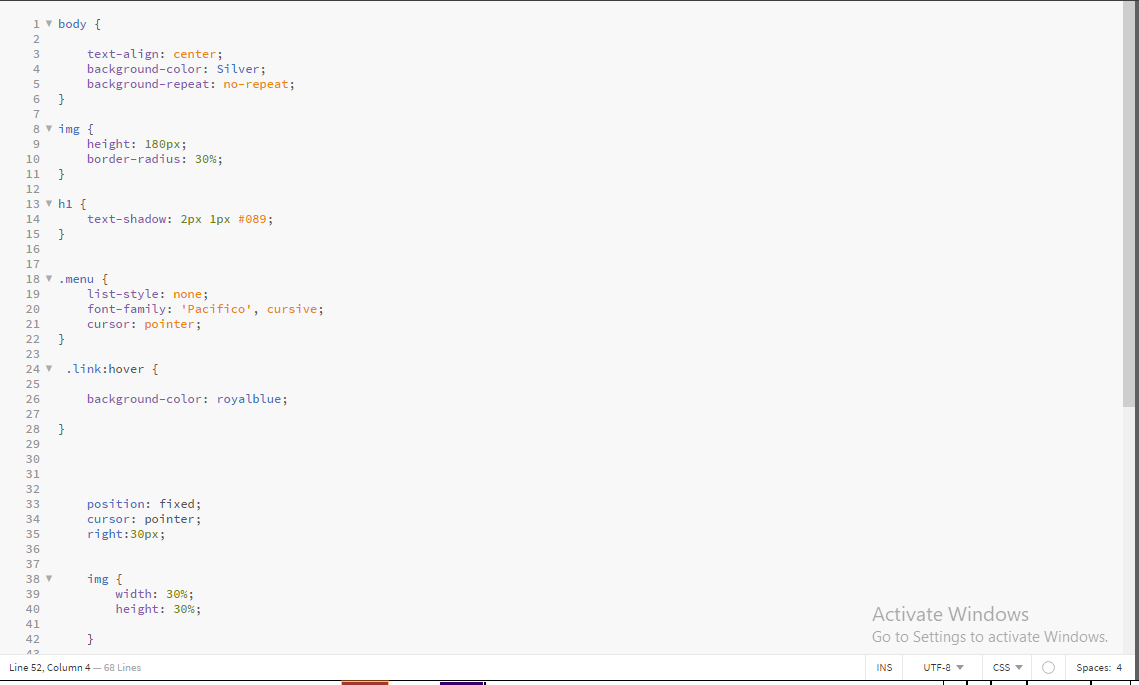 1 ▼ body {
2
3 text-align: center;
4 background-color: Silver;
5 background-repeat: no-repeat;
6 }
7
8 ▼ img {
9 height: 180px;
10 border-radius: 30%;
11 }
12
13 ▼ h1 {
14 text-shadow: 2px 1px #089;
15 }
16
17
18 ▼ .menu {
19 list-style: none;
20 font-family: 'Pacifico', cursive;
21 cursor: pointer;
22 }
23
24 ▼ .link:hover {
25
26 background-color: royalblue;
27
28 }
29
30
31
32
33 position: fixed;
34 cursor: pointer;
35 right:30px;
36
37
38 ▼ img {
39 width: 30%;
40 height: 30%;
41
42 }
43
Activate Windows
Go to Settings to activate Windows.
Line 52, Column 4 — 68 Lines
INS UTF-8 ▼ CSS ▼ Spaces: 4